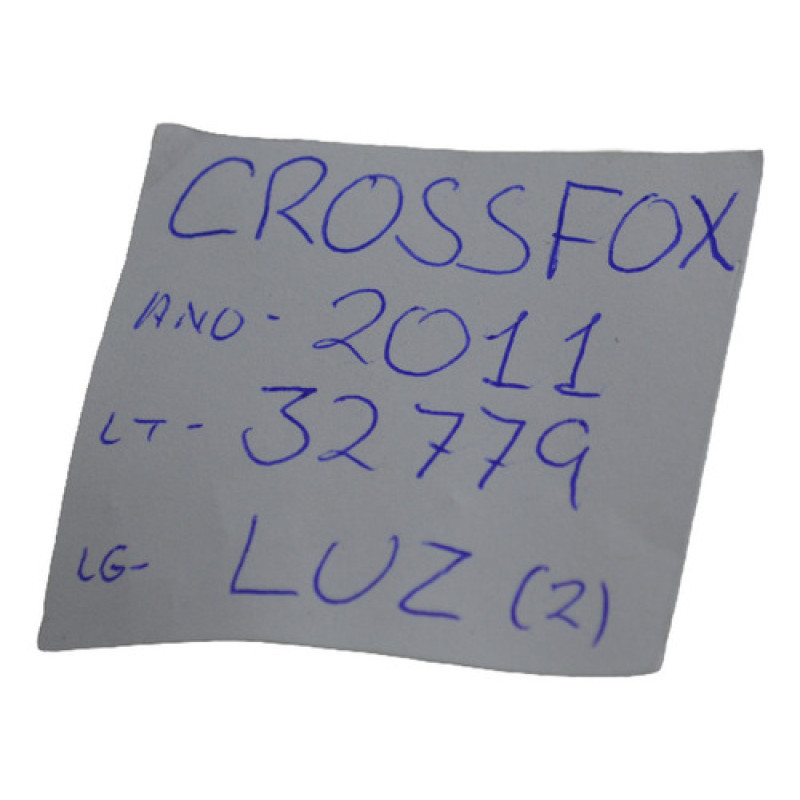 CROSSFOX
ANO - 2011
LT - 32779
LG- LUZ (2)